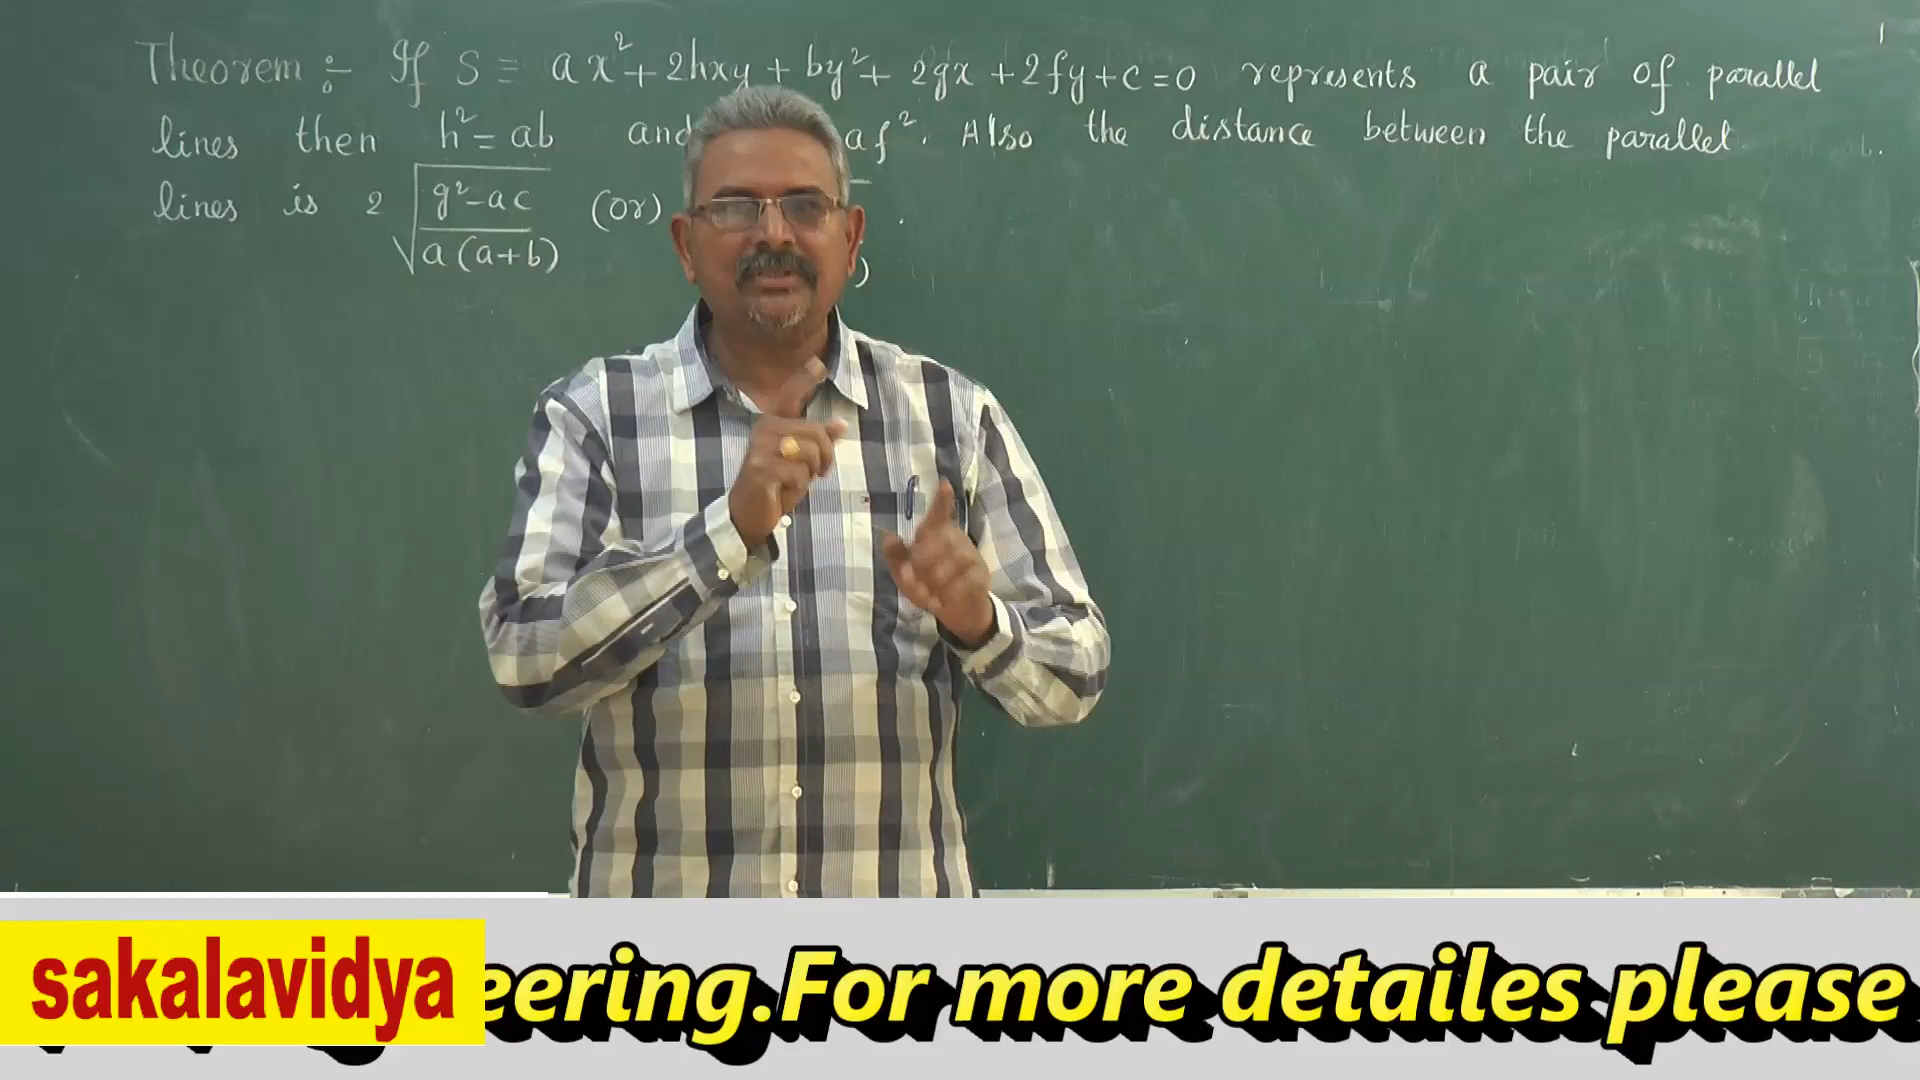 Theorem :- If S ≡ ax²+2hxy + by²+ 2gx +2fy+c=0 represents a pair of parallel
lines then h²=ab and af². Also the distance between the parallel
lines is 2 √(g²-ac / a(a+b)) (or) )
sakalavidya
eering.For more detailes please